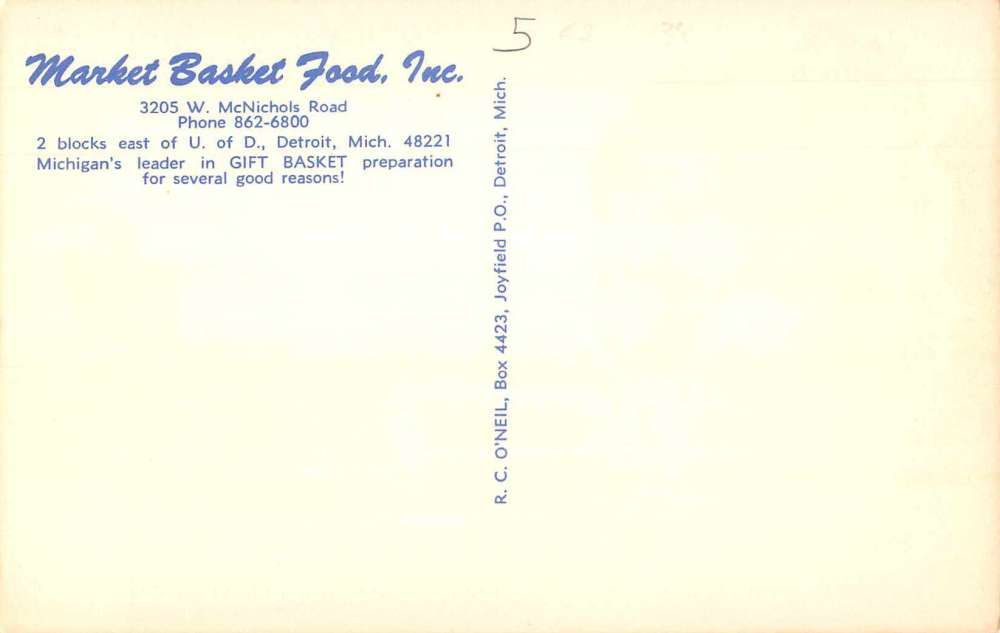 5
Market Basket Food, Inc.
3205 W. McNichols Road
Phone 862-6800
2 blocks east of U. of D., Detroit, Mich. 48221
Michigan's leader in GIFT BASKET preparation
for several good reasons!
R. C. O'NEIL, Box 4423, Joyfield P.O., Detroit, Mich.